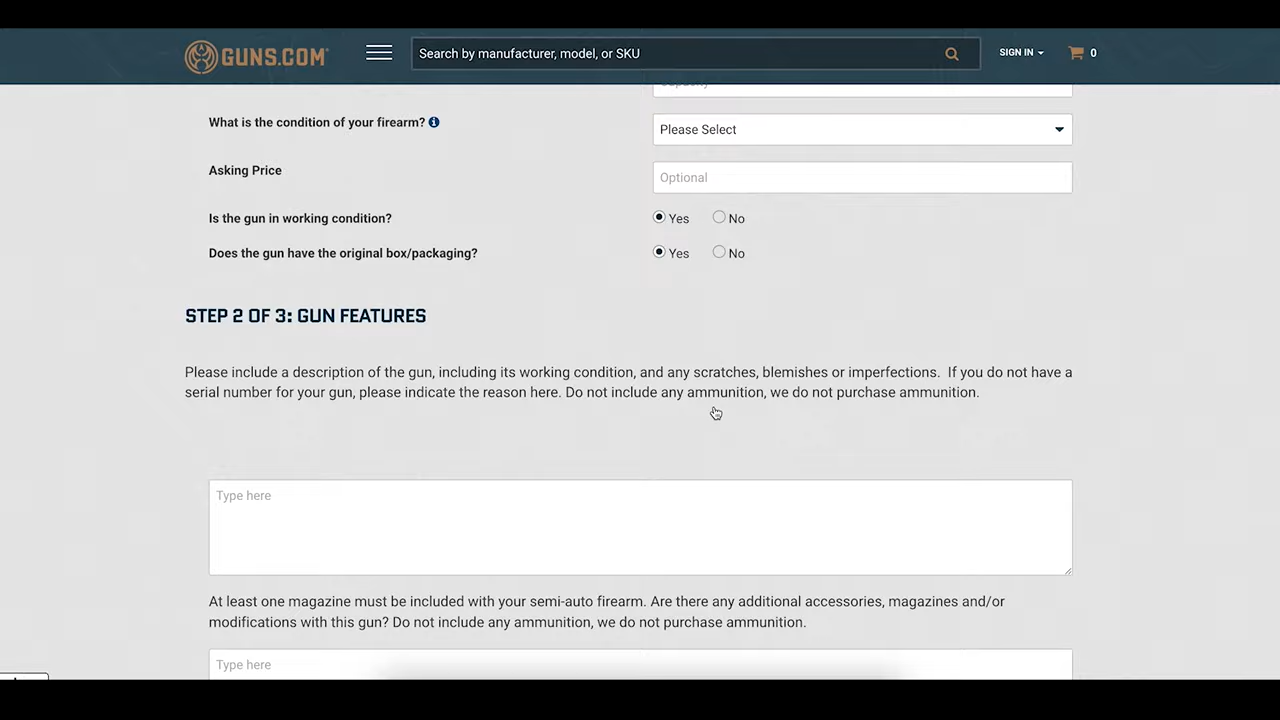 GUNS.COM
Search by manufacturer, model, or SKU
SIGN IN
0
Capacity
What is the condition of your firearm?
Please Select
Asking Price
Optional
Is the gun in working condition?
Yes
No
Does the gun have the original box/packaging?
Yes
No
STEP 2 OF 3: GUN FEATURES
Please include a description of the gun, including its working condition, and any scratches, blemishes or imperfections. If you do not have a
serial number for your gun, please indicate the reason here. Do not include any ammunition, we do not purchase ammunition.
Type here
At least one magazine must be included with your semi-auto firearm. Are there any additional accessories, magazines and/or
modifications with this gun? Do not include any ammunition, we do not purchase ammunition.
Type here